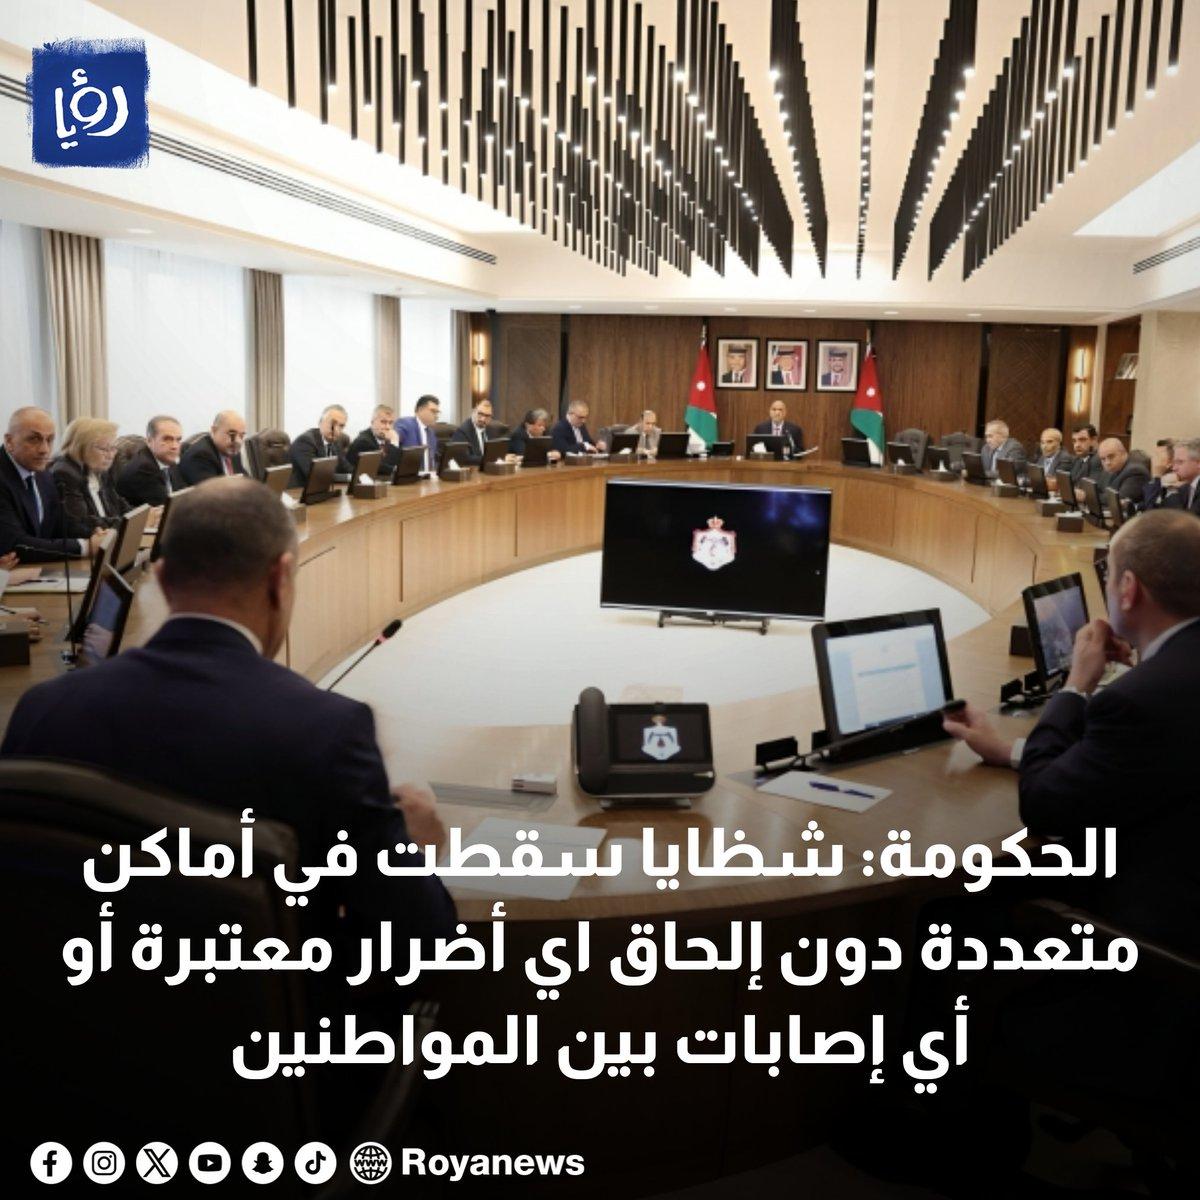 رؤيا
الحكومة: شظايا سقطت في أماكن
متعددة دون إلحاق اي أضرار معتبرة أو
أي إصابات بين المواطنين
Royanews